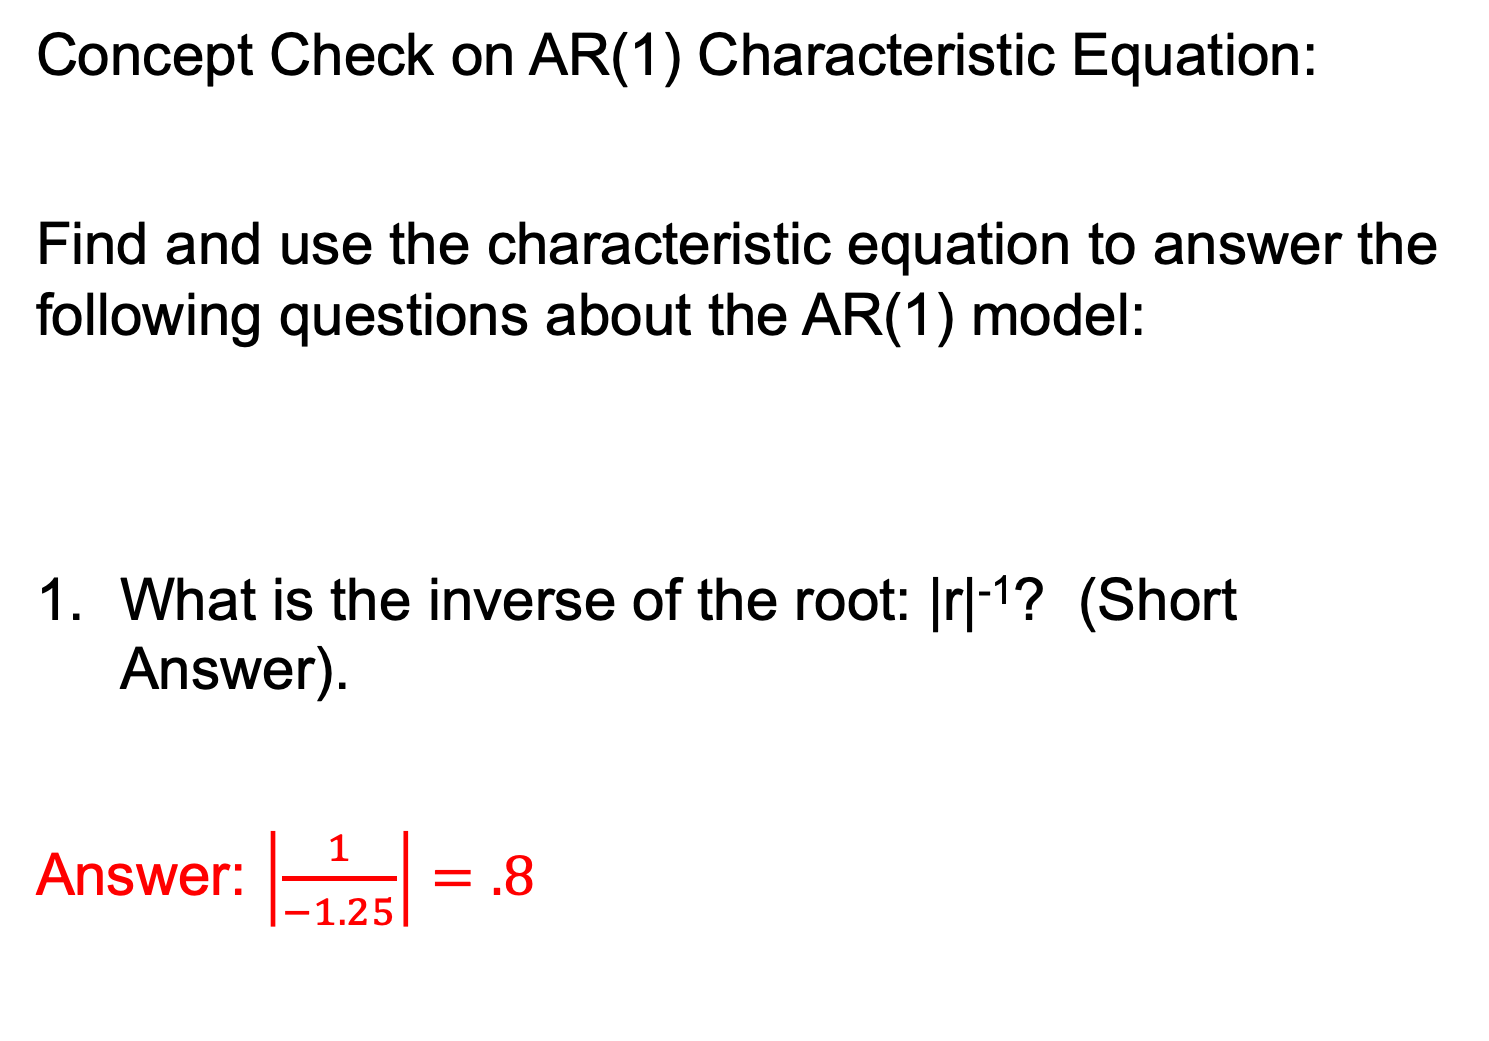 Concept Check on AR(1) Characteristic Equation:
Find and use the characteristic equation to answer the
following questions about the AR(1) model:
1. What is the inverse of the root: |r|⁻¹? (Short
Answer).
Answer: |1/−1.25| = .8